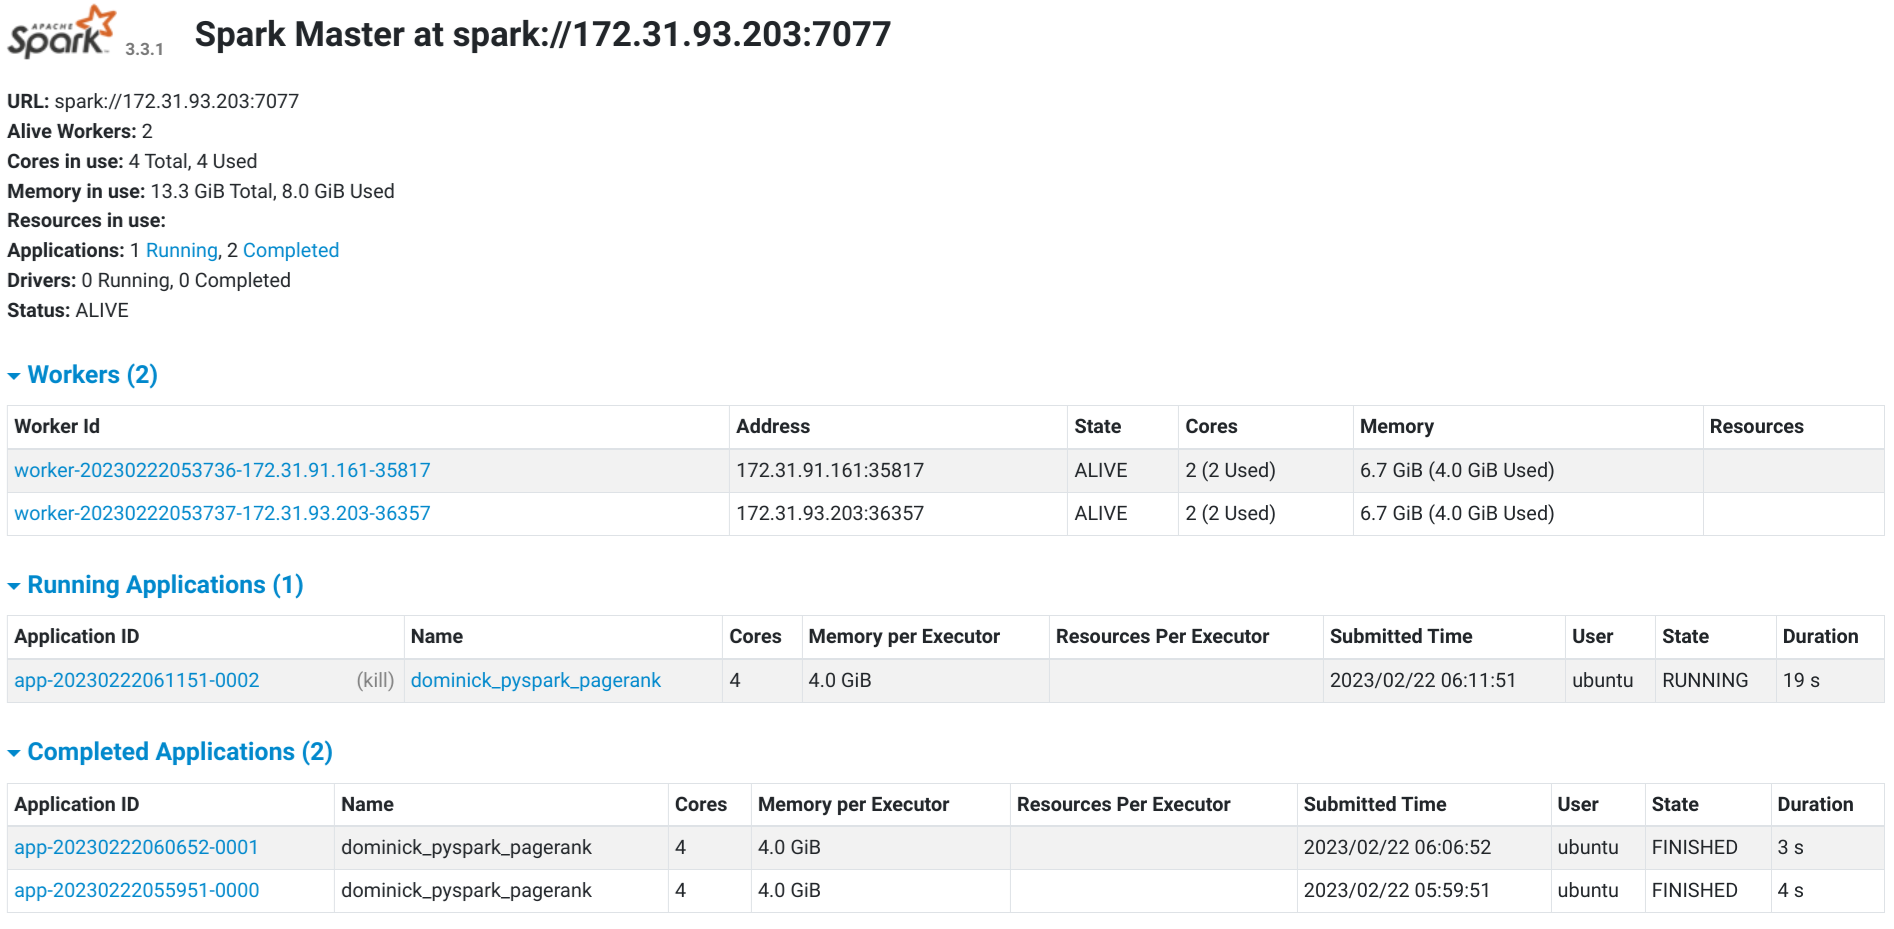 APACHE
Spark 3.3.1 Spark Master at spark://172.31.93.203:7077
URL: spark://172.31.93.203:7077
Alive Workers: 2
Cores in use: 4 Total, 4 Used
Memory in use: 13.3 GiB Total, 8.0 GiB Used
Resources in use:
Applications: 1 Running, 2 Completed
Drivers: 0 Running, 0 Completed
Status: ALIVE
Workers (2)
Worker Id Address State Cores Memory Resources
worker-20230222053736-172.31.91.161-35817 172.31.91.161:35817 ALIVE 2 (2 Used) 6.7 GiB (4.0 GiB Used)
worker-20230222053737-172.31.93.203-36357 172.31.93.203:36357 ALIVE 2 (2 Used) 6.7 GiB (4.0 GiB Used)
Running Applications (1)
Application ID Name Cores Memory per Executor Resources Per Executor Submitted Time User State Duration
app-20230222061151-0002 (kill) dominick_pyspark_pagerank 4 4.0 GiB 2023/02/22 06:11:51 ubuntu RUNNING 19 s
Completed Applications (2)
Application ID Name Cores Memory per Executor Resources Per Executor Submitted Time User State Duration
app-20230222060652-0001 dominick_pyspark_pagerank 4 4.0 GiB 2023/02/22 06:06:52 ubuntu FINISHED 3 s
app-20230222055951-0000 dominick_pyspark_pagerank 4 4.0 GiB 2023/02/22 05:59:51 ubuntu FINISHED 4 s